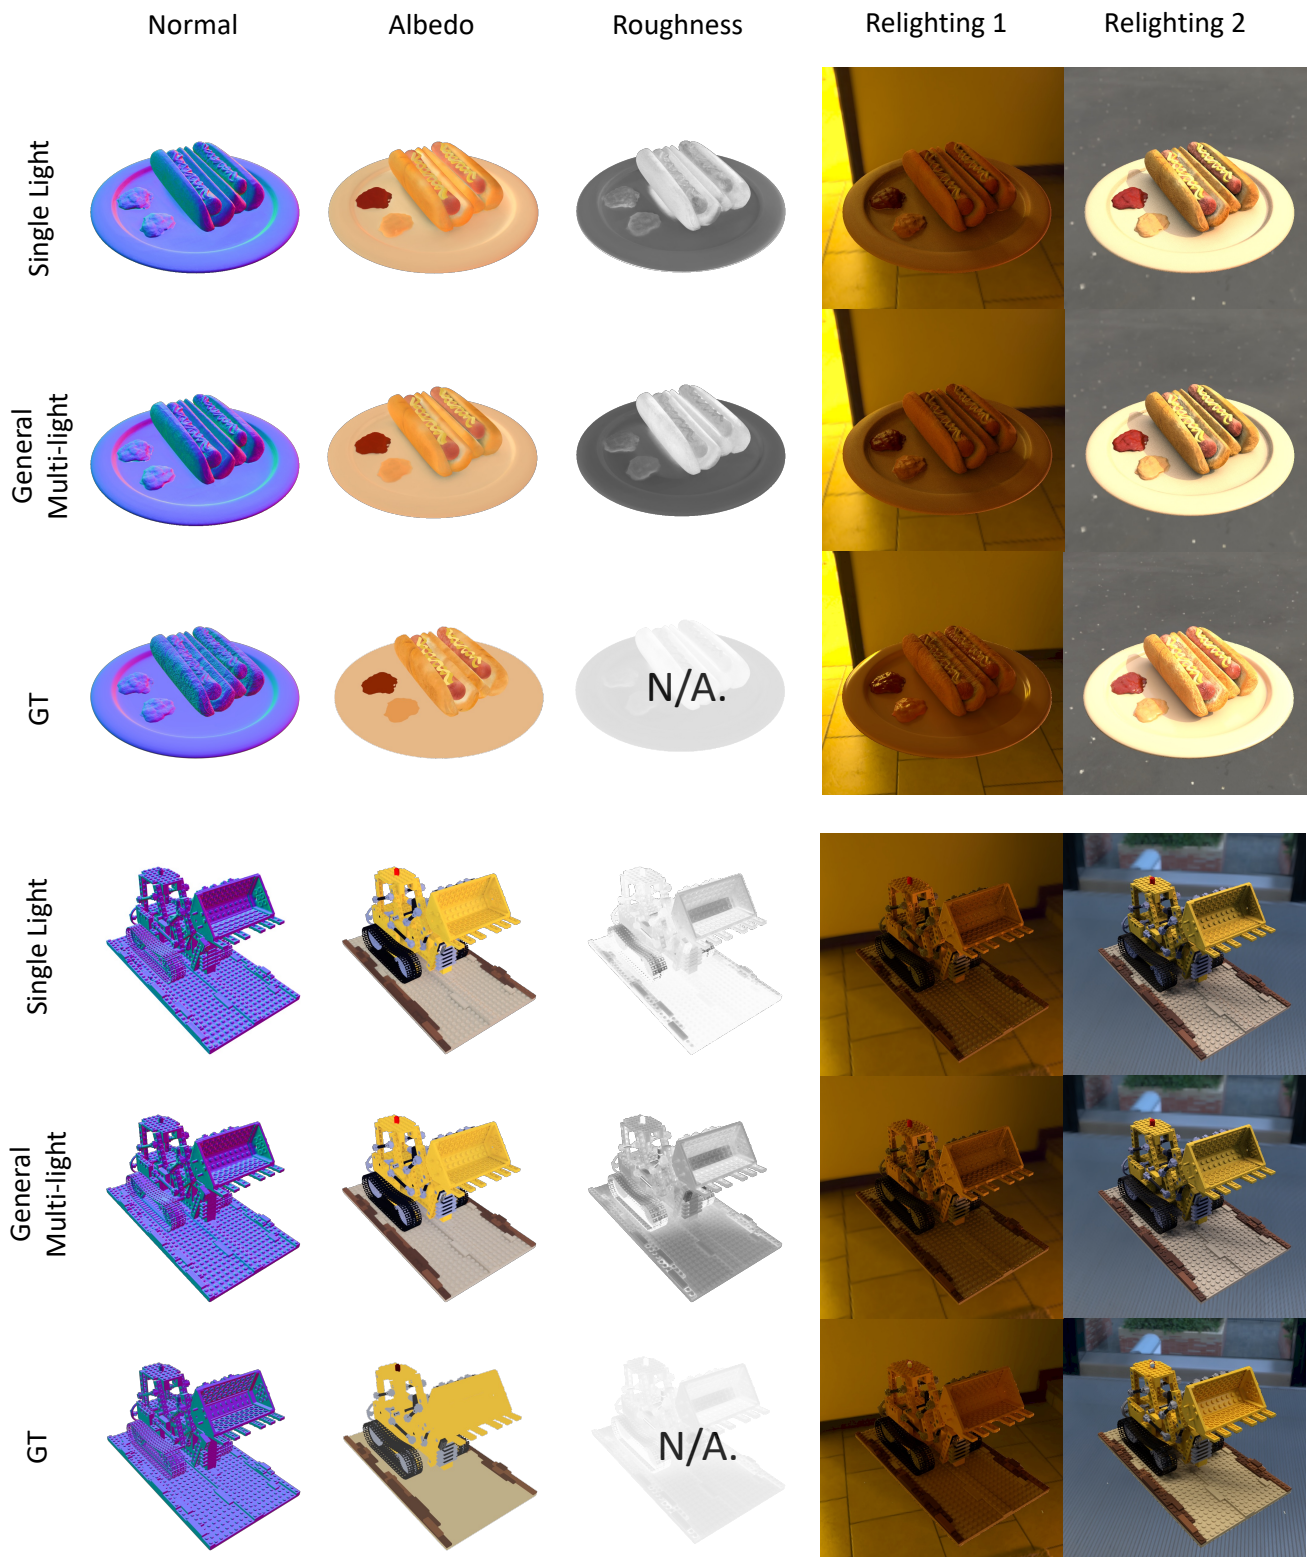 Normal
Albedo
Roughness
Relighting 1
Relighting 2
Single Light
General
Multi-light
GT
N/A.
Single Light
General
Multi-light
GT
N/A.